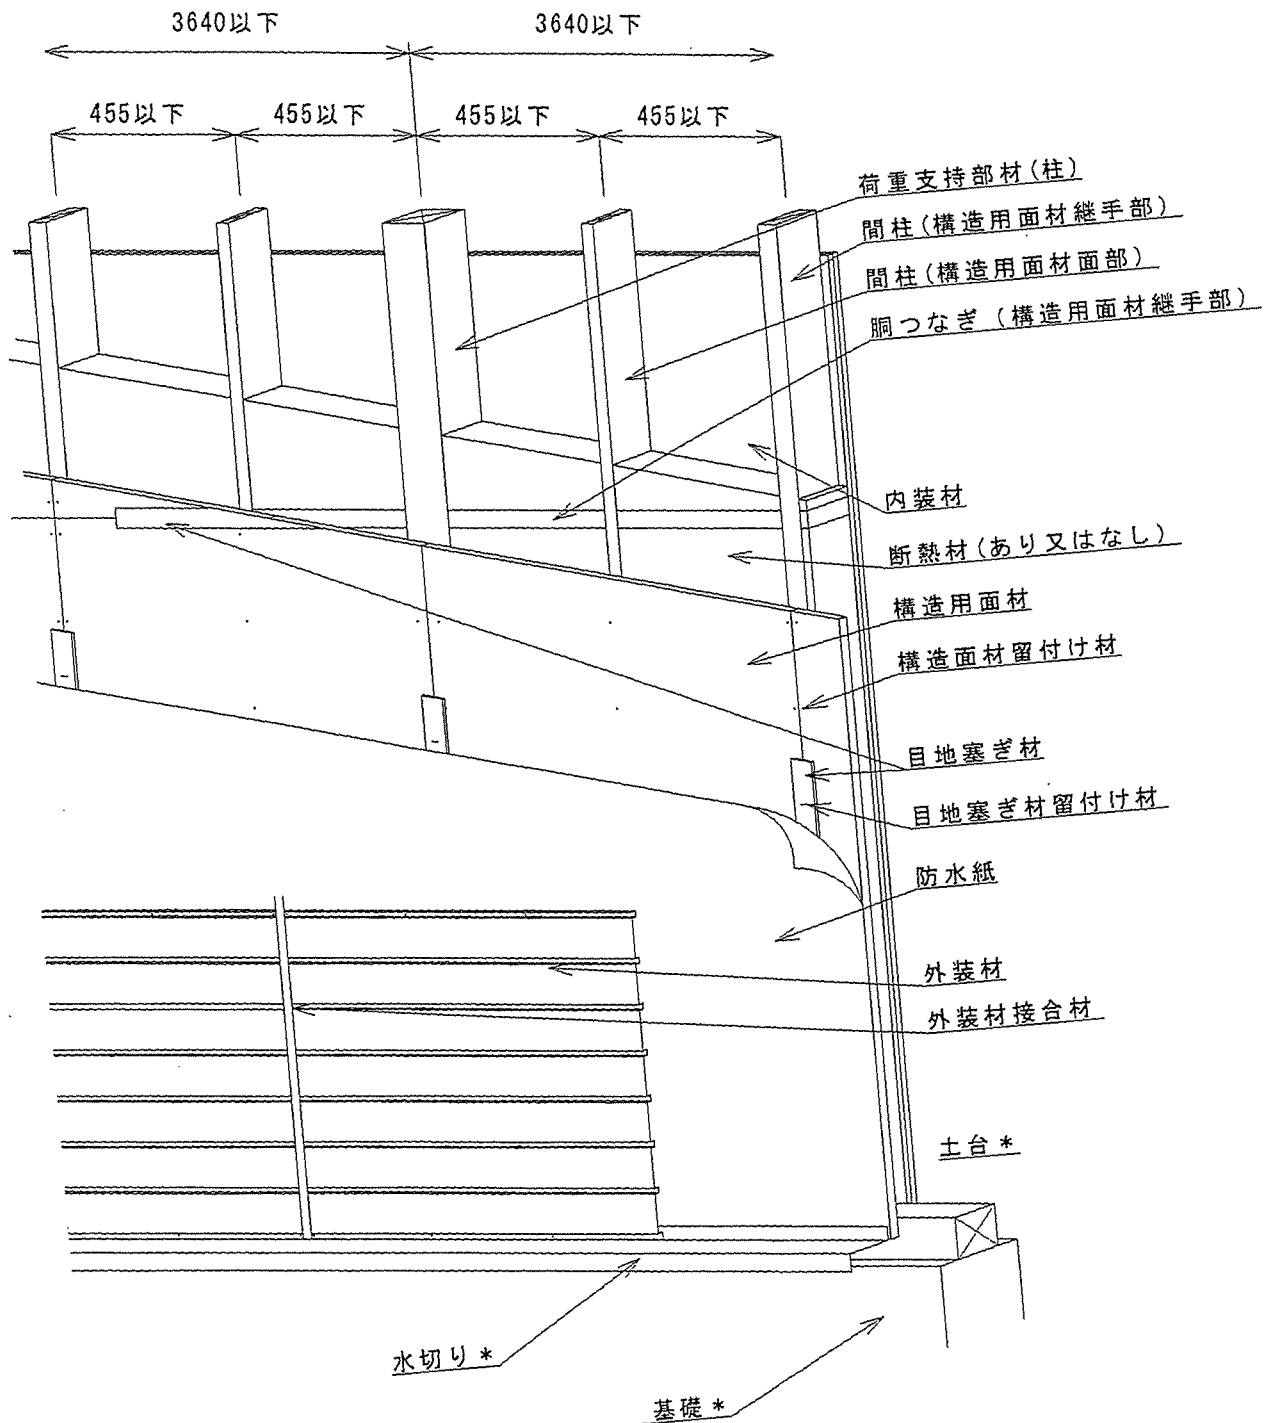 3640以下 3640以下
455以下 455以下 455以下 455以下
荷重支持部材(柱)
間柱(構造用面材継手部)
間柱(構造用面材面部)
胴つなぎ(構造用面材継手部)
内装材
断熱材(あり又はなし)
構造用面材
構造面材留付け材
目地塞ぎ材
目地塞ぎ材留付け材
防水紙
外装材
外装材接合材
土台*
水切り*
基礎*